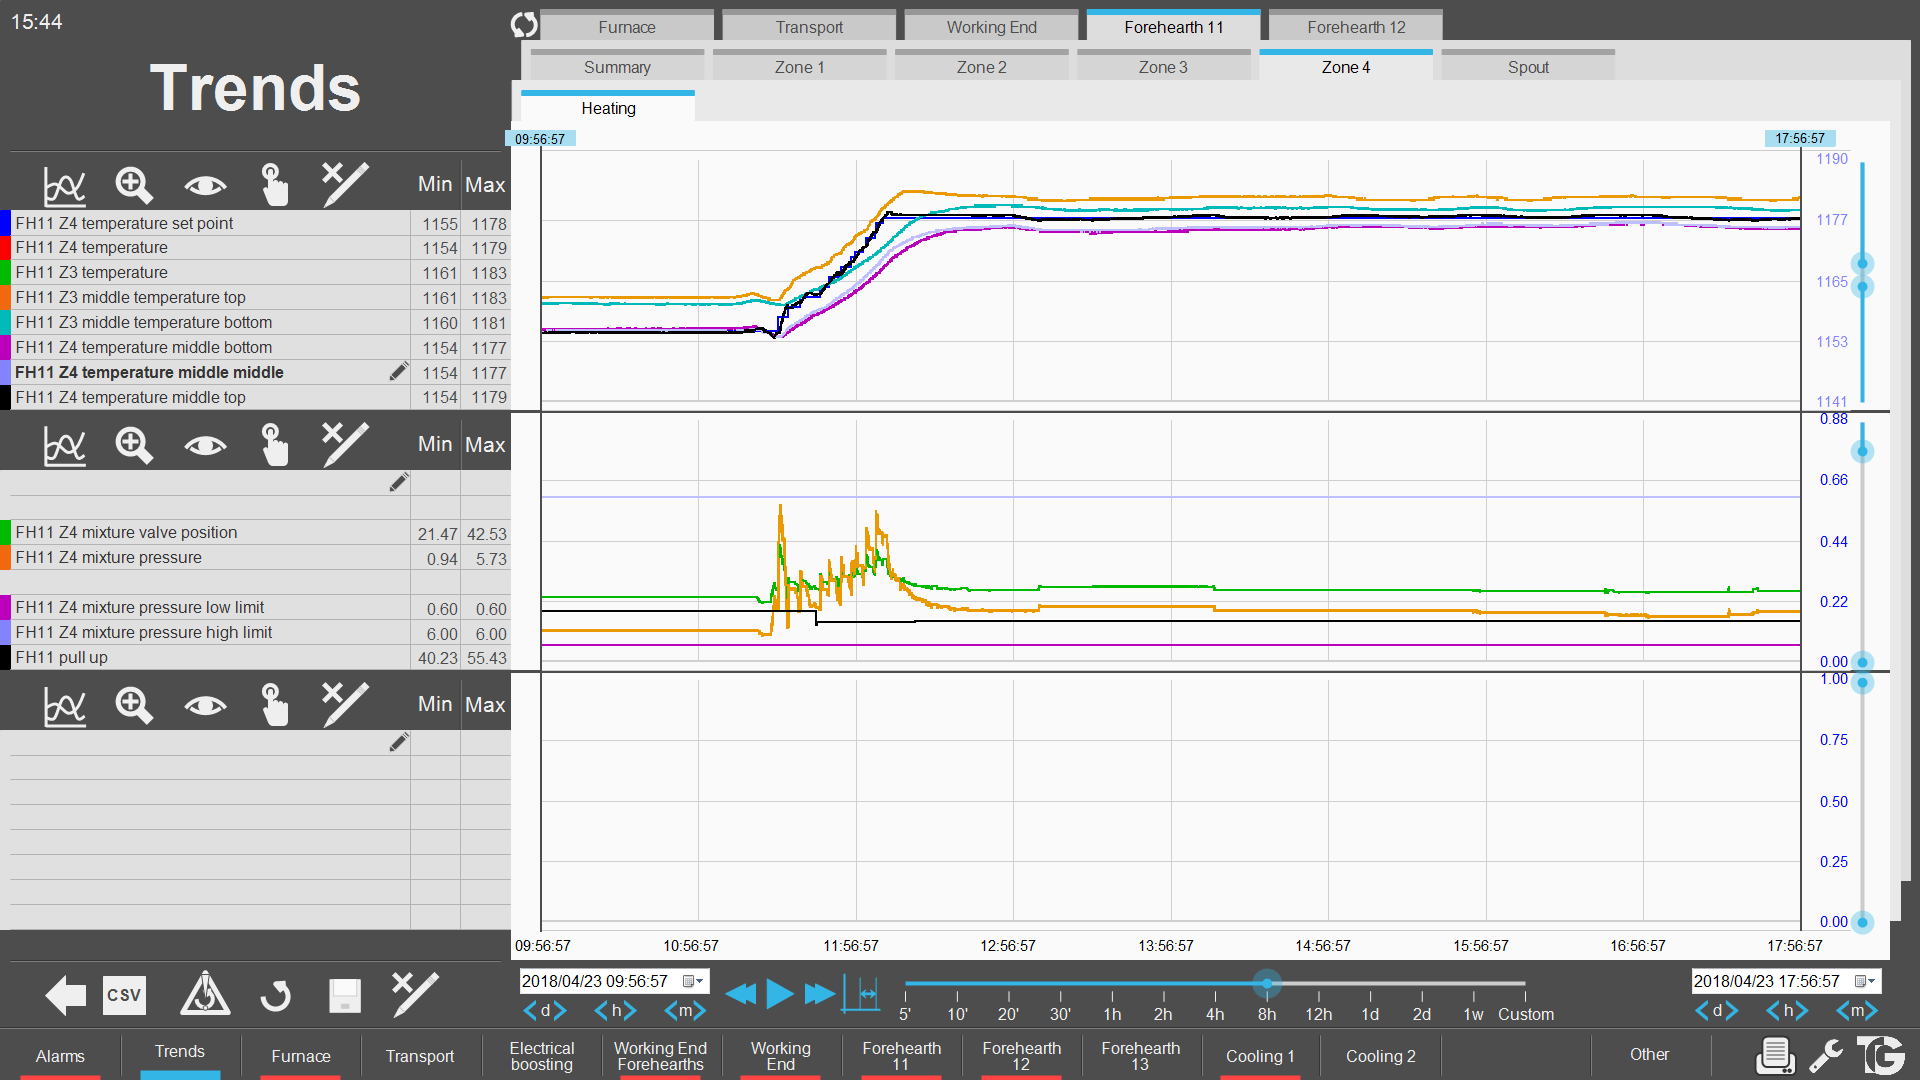 15:44
Trends
Furnace Transport Working End Forehearth 11 Forehearth 12
Summary Zone 1 Zone 2 Zone 3 Zone 4 Spout
Heating
09:56:57 17:56:57
Min Max
FH11 Z4 temperature set point 1155 1178
FH11 Z4 temperature 1154 1179
FH11 Z3 temperature 1161 1183
FH11 Z3 middle temperature top 1161 1183
FH11 Z3 middle temperature bottom 1160 1181
FH11 Z4 temperature middle bottom 1154 1177
FH11 Z4 temperature middle middle 1154 1177
FH11 Z4 temperature middle top 1154 1179
1190
1177
1165
1153
1141
Min Max
FH11 Z4 mixture valve position 21.47 42.53
FH11 Z4 mixture pressure 0.94 5.73
FH11 Z4 mixture pressure low limit 0.60 0.60
FH11 Z4 mixture pressure high limit 6.00 6.00
FH11 pull up 40.23 55.43
0.88
0.66
0.44
0.22
0.00
Min Max
1.00
0.75
0.50
0.25
0.00
09:56:57 10:56:57 11:56:57 12:56:57 13:56:57 14:56:57 15:56:57 16:56:57 17:56:57
CSV
2018/04/23 09:56:57
d h m
5' 10' 20' 30' 1h 2h 4h 8h 12h 1d 2d 1w Custom
2018/04/23 17:56:57
d h m
Alarms
Trends
Furnace
Transport
Electrical
boosting
Working End
Forehearths
Working
End
Forehearth
11
Forehearth
12
Forehearth
13
Cooling 1
Cooling 2
Other
TG